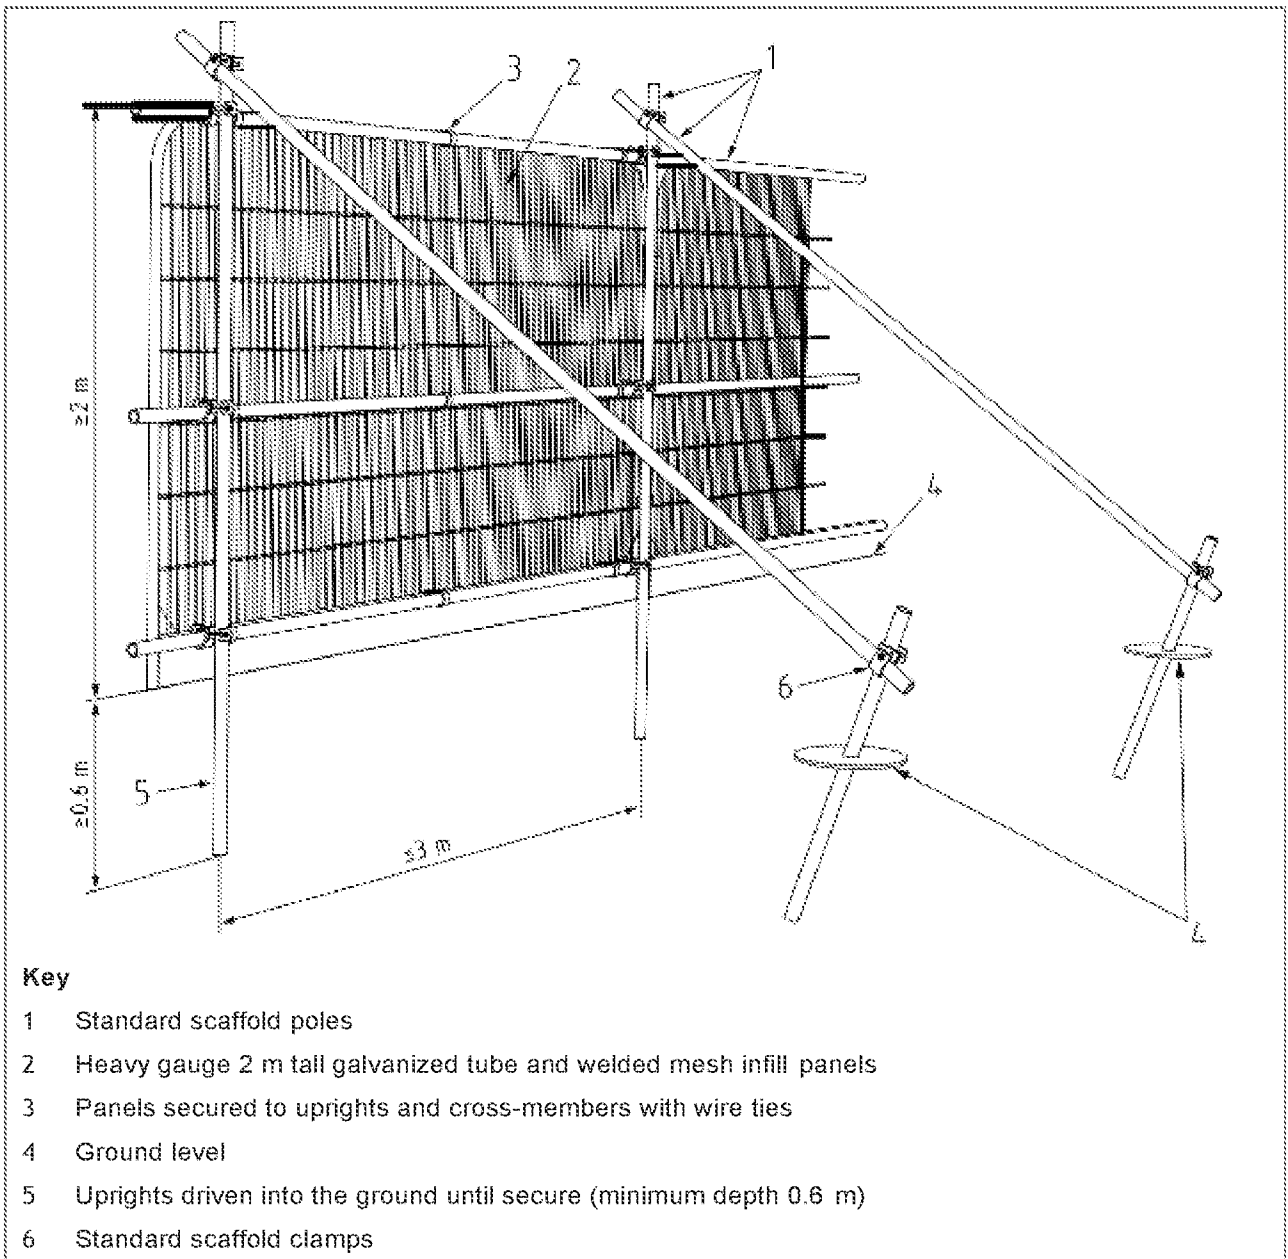 3
2
1
≥2 m
4
6
5
≥0.6 m
≤3 m
4
Key
1 Standard scaffold poles
2 Heavy gauge 2 m tall galvanized tube and welded mesh infill panels
3 Panels secured to uprights and cross-members with wire ties
4 Ground level
5 Uprights driven into the ground until secure (minimum depth 0.6 m)
6 Standard scaffold clamps